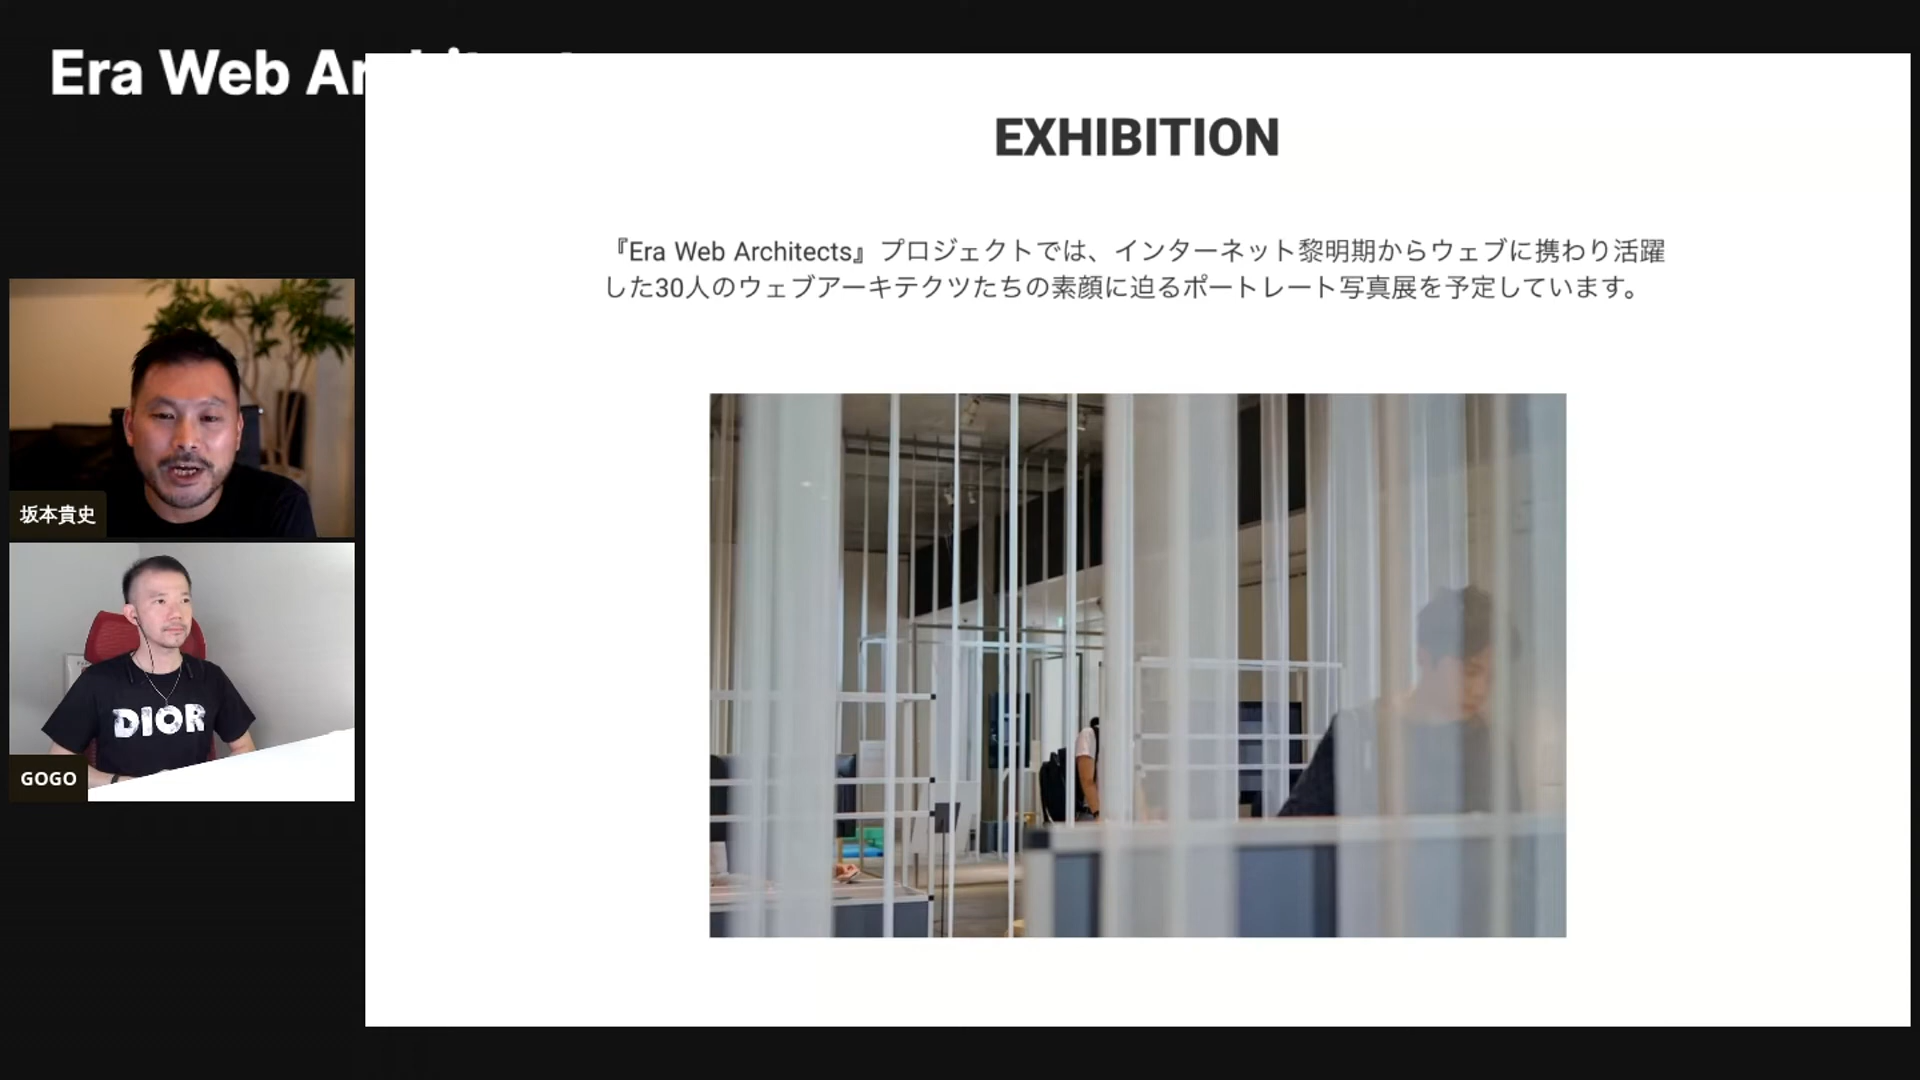 Era Web Ar
EXHIBITION
『Era Web Architects』プロジェクトでは、インターネット黎明期からウェブに携わり活躍
した30人のウェブアーキテクツたちの素顔に迫るポートレート写真展を予定しています。
坂本貴史
DIOR
GOGO